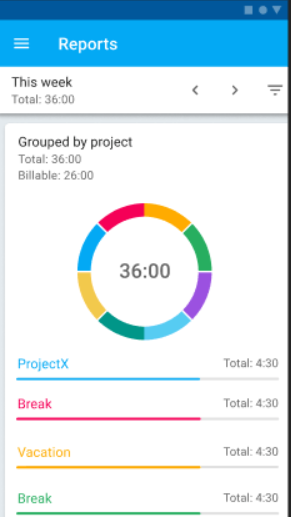 Reports
This week
Total: 36:00
Grouped by project
Total: 36:00
Billable: 26:00
36:00
ProjectX Total: 4:30
Break Total: 4:30
Vacation Total: 4:30
Break Total: 4:30